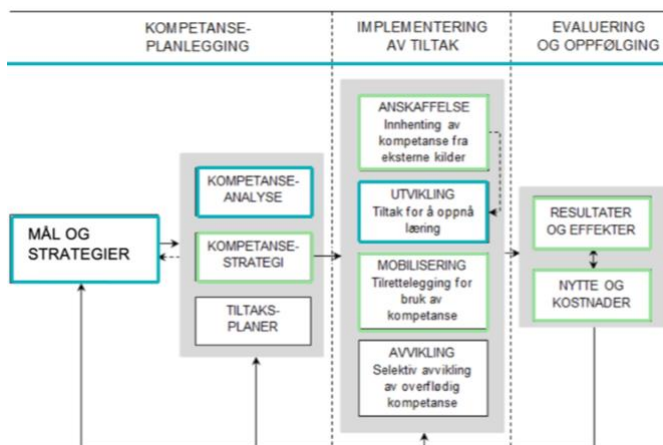 KOMPETANSE-
PLANLEGGING
IMPLEMENTERING
AV TILTAK
EVALUERING
OG OPPFØLGING
MÅL OG
STRATEGIER
KOMPETANSE-
ANALYSE
KOMPETANSE-
STRATEGI
TILTAKS-
PLANER
ANSKAFFELSE
Innhenting av
kompetanse fra
eksterne kilder
UTVIKLING
Tiltak for å oppnå
læring
MOBILISERING
Tilrettelegging for
bruk av
kompetanse
AVVIKLING
Selektiv avvikling
av overflødig
kompetanse
RESULTATER
OG EFFEKTER
NYTTE OG
KOSTNADER